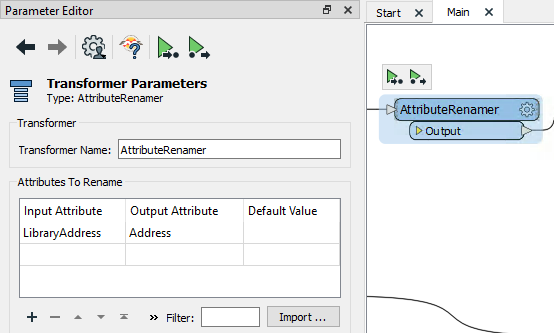 Parameter Editor
Start
Main
Transformer Parameters
Type: AttributeRenamer
Transformer
Transformer Name: AttributeRenamer
Attributes To Rename
Input Attribute Output Attribute Default Value
LibraryAddress Address
Filter: Import ...
AttributeRenamer
Output